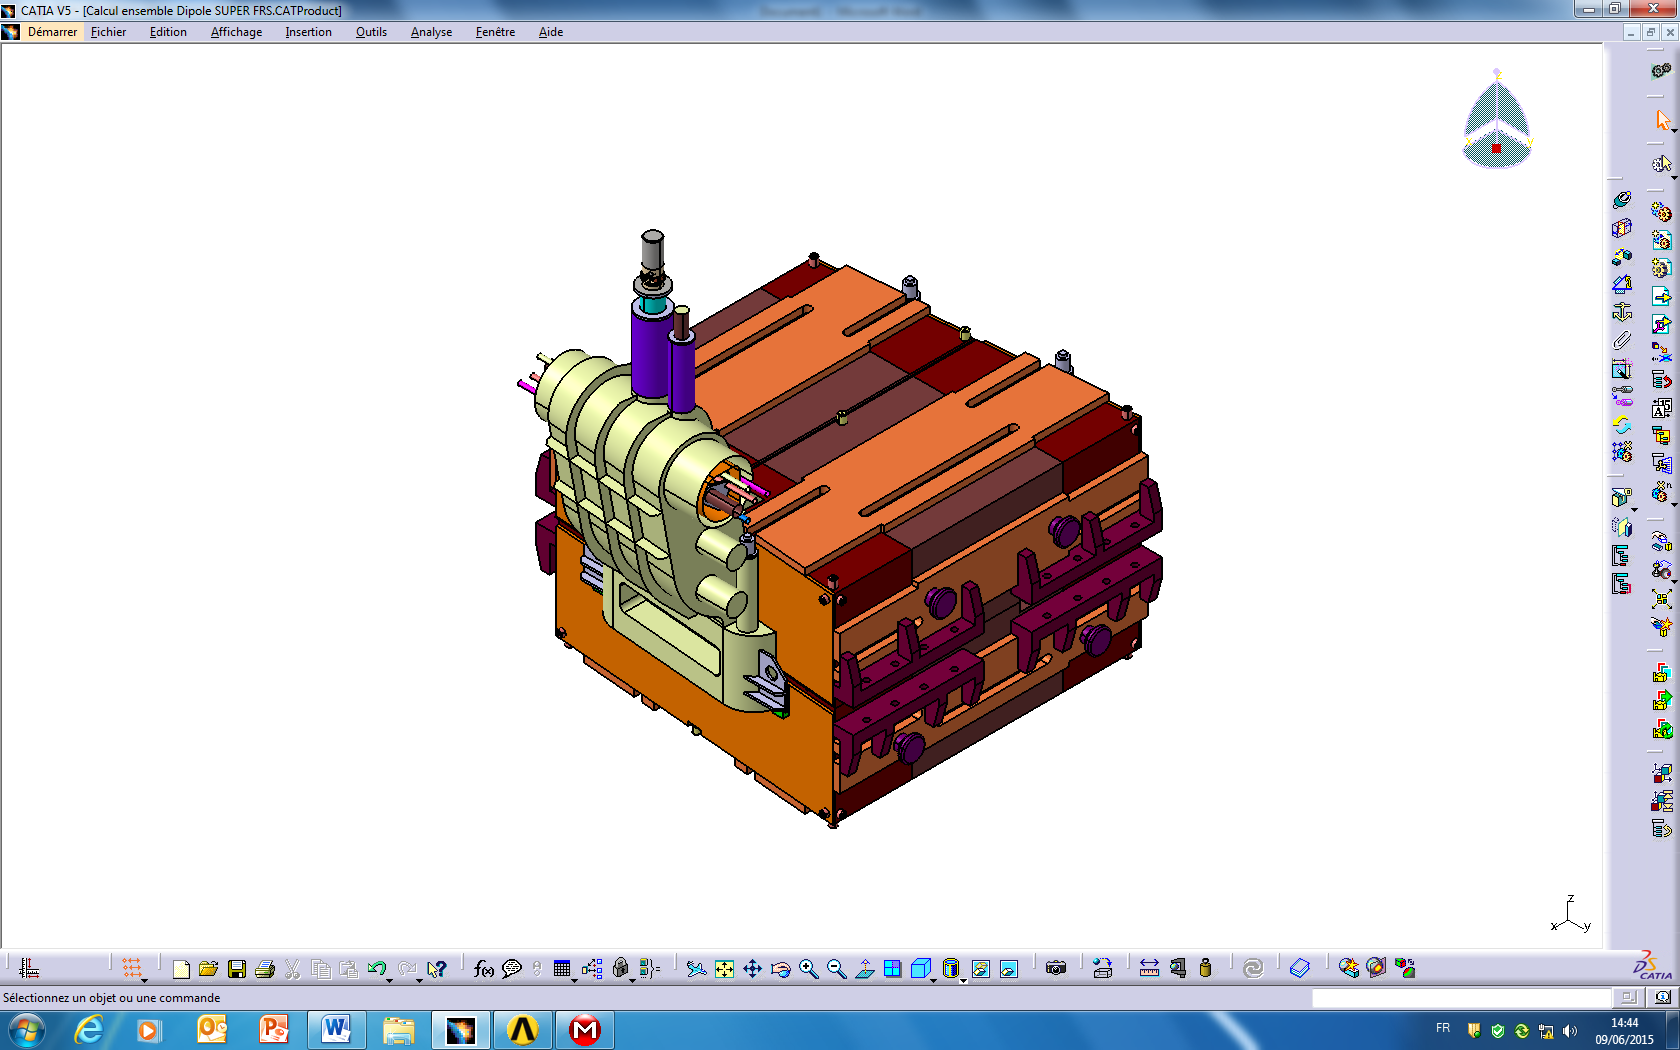 CATIA V5 - [Calcul ensemble Dipole SUPER FRS.CATProduct]
Démarrer Fichier Edition Affichage Insertion Outils Analyse Fenêtre Aide
z
x y
CATIA
Sélectionnez un objet ou une commande
FR
14:44
09/06/2015